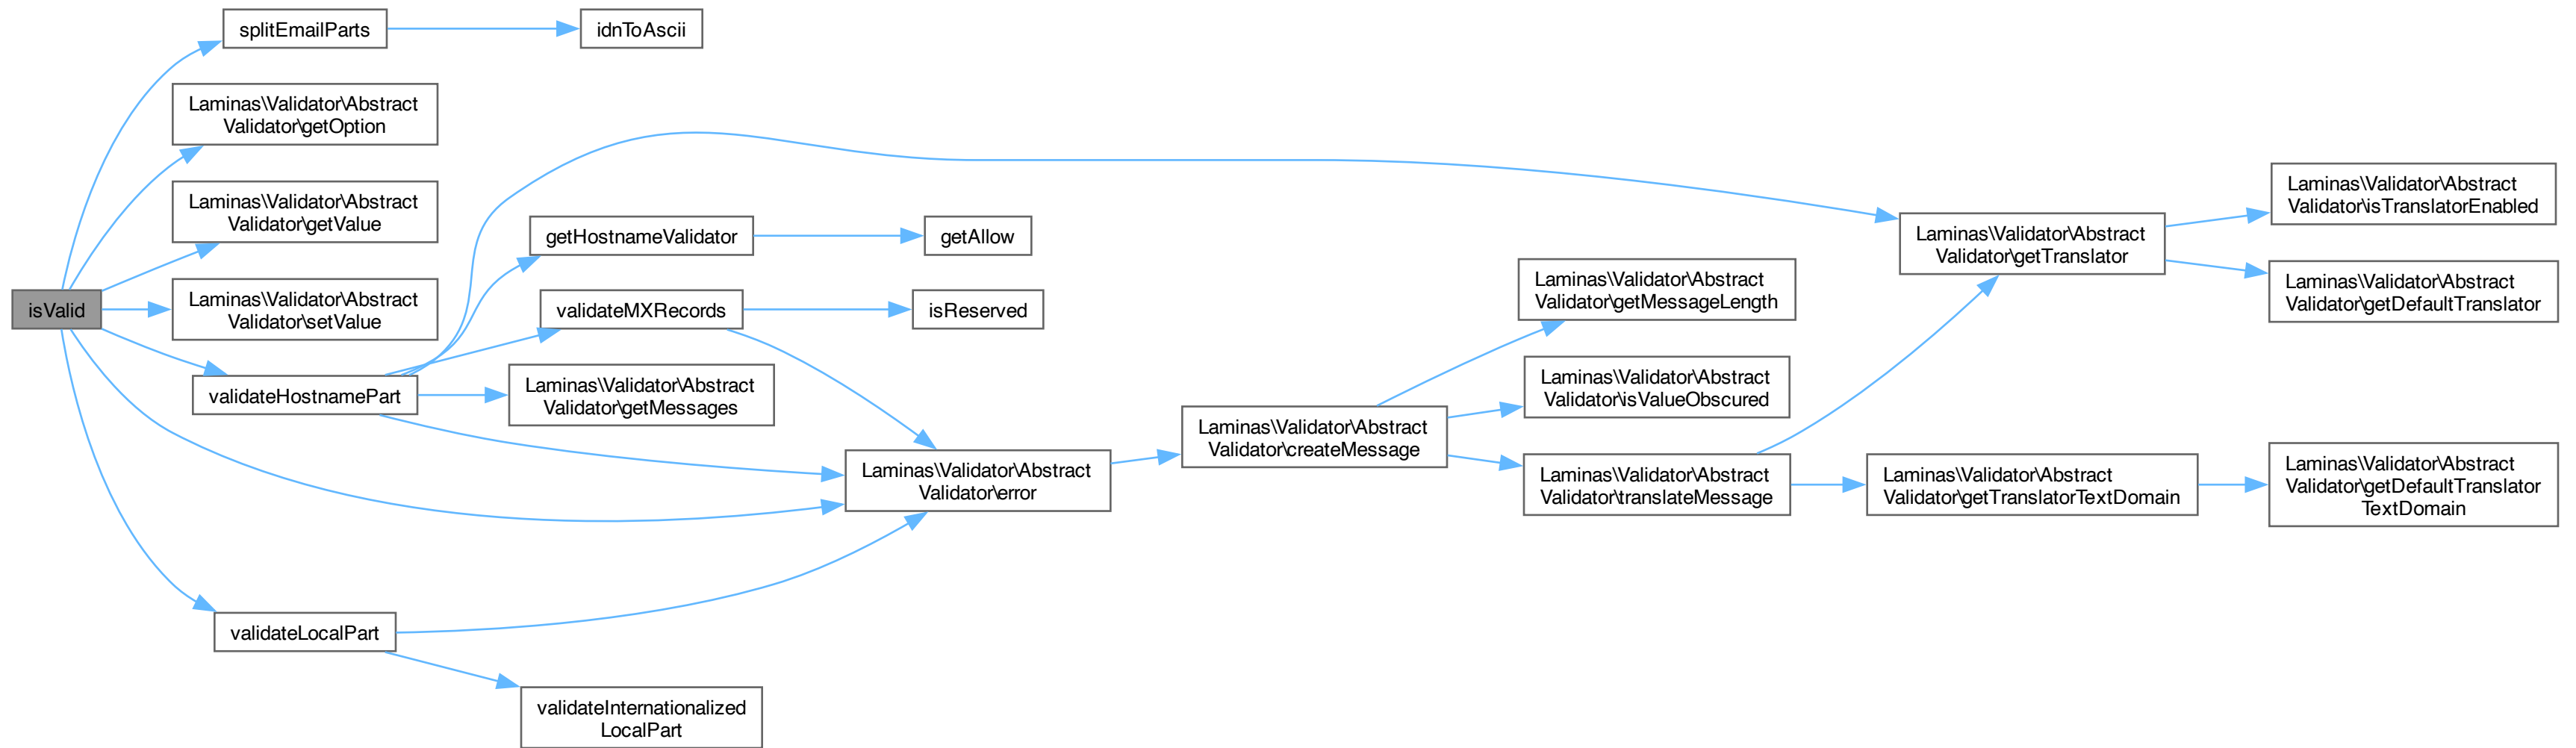 isValid
splitEmailParts
idnToAscii
Laminas\Validator\Abstract
Validator\getOption
Laminas\Validator\Abstract
Validator\getValue
Laminas\Validator\Abstract
Validator\setValue
validateHostnamePart
getHostnameValidator
getAllow
validateMXRecords
isReserved
Laminas\Validator\Abstract
Validator\getMessages
Laminas\Validator\Abstract
Validator\error
Laminas\Validator\Abstract
Validator\createMessage
Laminas\Validator\Abstract
Validator\getMessageLength
Laminas\Validator\Abstract
Validator\isValueObscured
Laminas\Validator\Abstract
Validator\translateMessage
Laminas\Validator\Abstract
Validator\getTranslator
Laminas\Validator\Abstract
Validator\isTranslatorEnabled
Laminas\Validator\Abstract
Validator\getDefaultTranslator
Laminas\Validator\Abstract
Validator\getTranslatorTextDomain
Laminas\Validator\Abstract
Validator\getDefaultTranslator
TextDomain
validateLocalPart
validateInternationalized
LocalPart